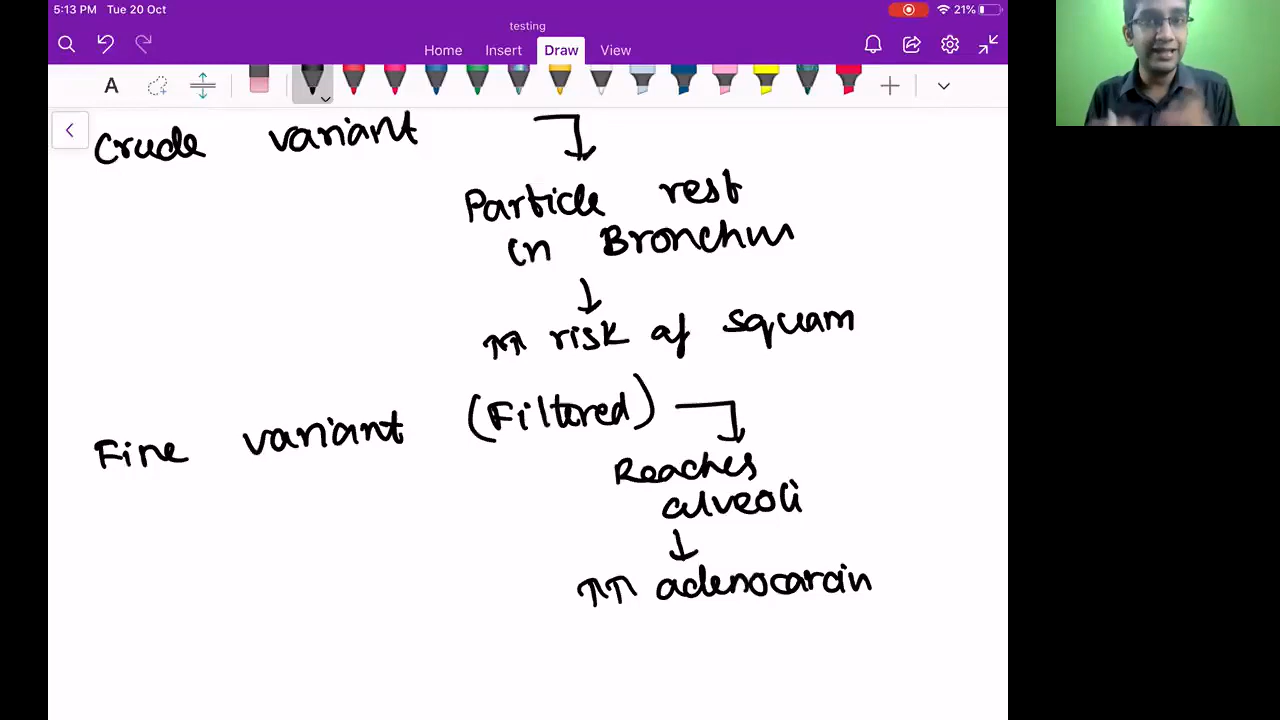 5:13 PM Tue 20 Oct
21%
testing
Home Insert Draw View
A
Crude variant
Particle rest
in Bronchus
↑↑ risk of squam
Fine variant (Filtered)
Reaches
alveoli
↑↑ adenocarcin